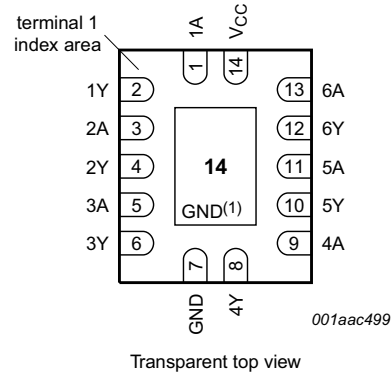 terminal 1
index area
1A
VCC
1
14
1Y 2
13 6A
2A 3
12 6Y
2Y 4
14
11 5A
3A 5
GND(1)
10 5Y
3Y 6
9 4A
7
8
GND
4Y
001aac499
Transparent top view